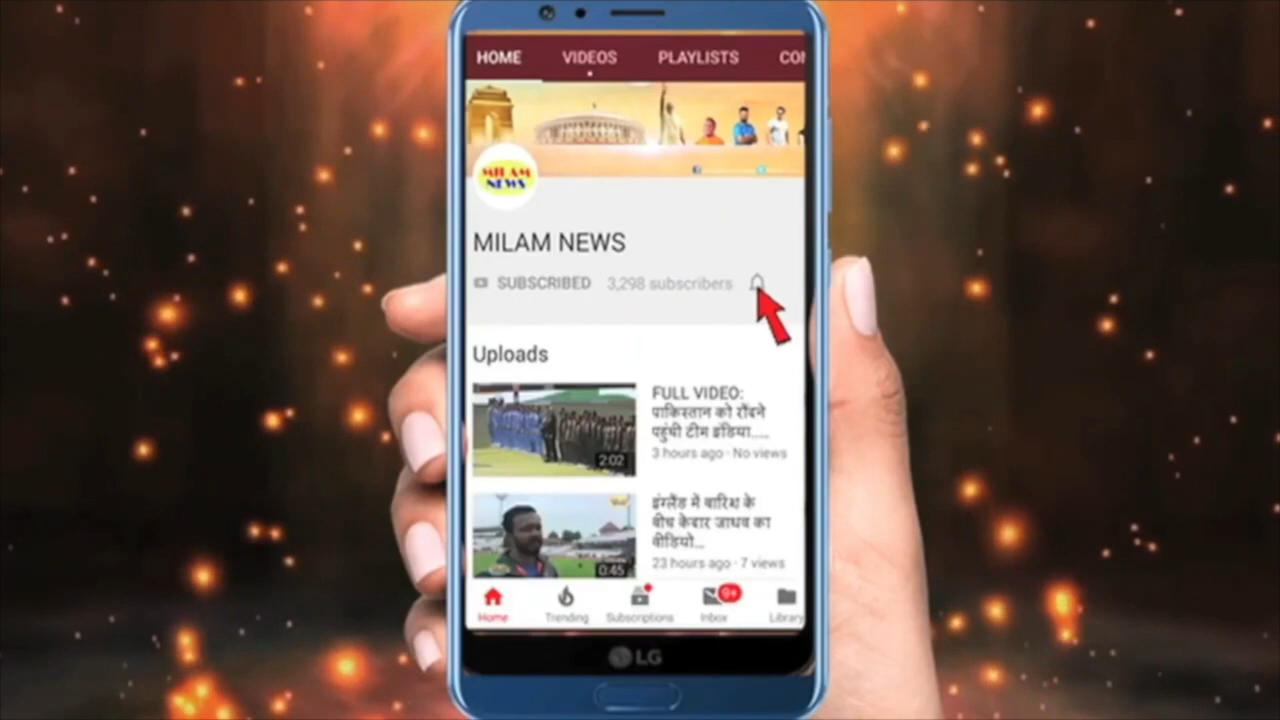 HOME VIDEOS PLAYLISTS
MILAM
NEWS
MILAM NEWS
SUBSCRIBED 3,298 subscribers
Uploads
FULL VIDEO:
पाकिस्तान को रौंदने
पहुंची टीम इंडिया.....
3 hours ago · No views
2:02
इंग्लैंड में बारिश के
बीच केदार जाधव का
वीडियो...
23 hours ago · 7 views
0:45
9+
Home Trending Subscriptions Inbox Library
LG